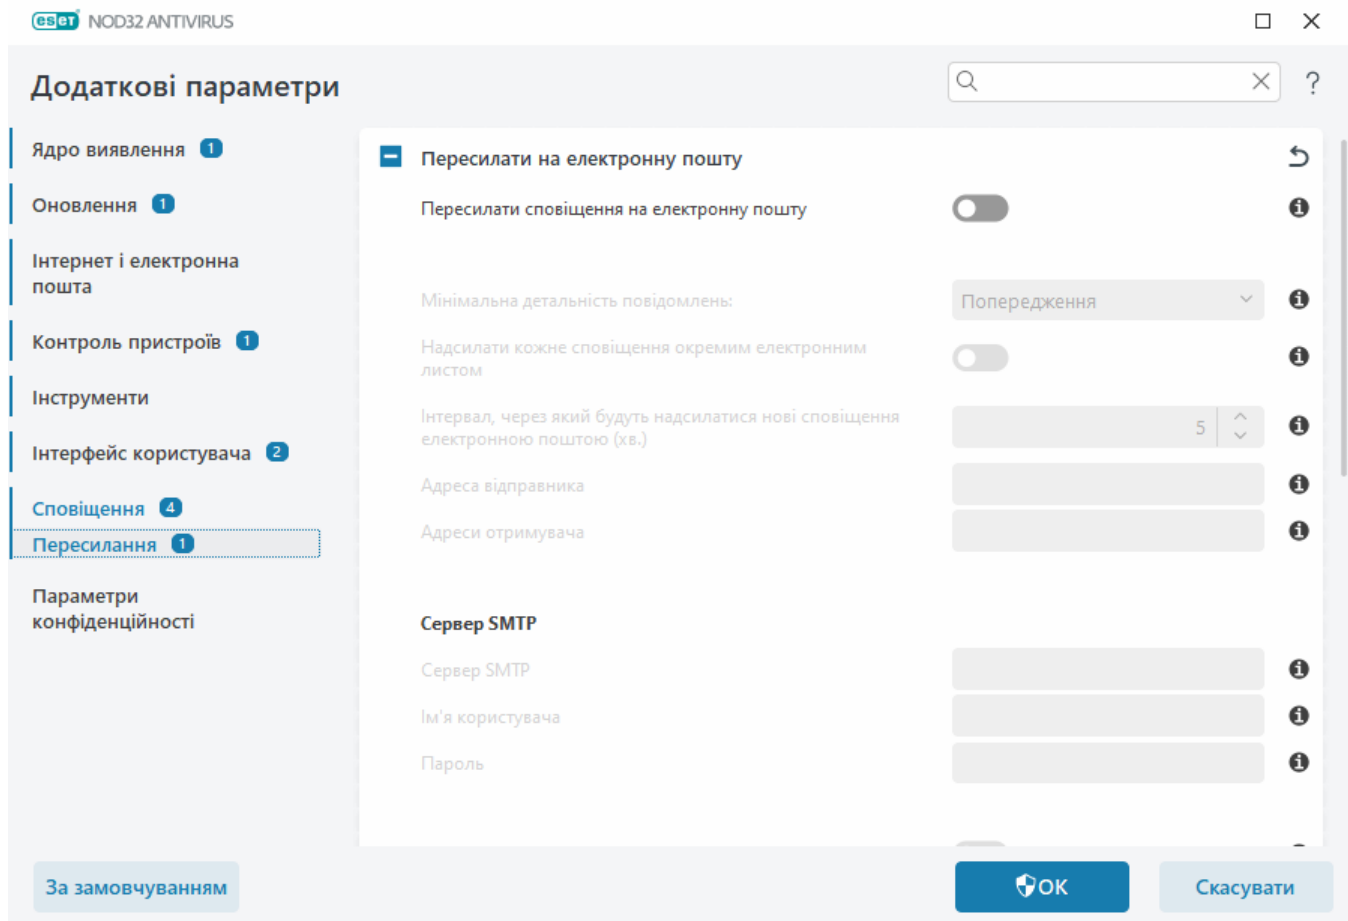 eset NOD32 ANTIVIRUS
Додаткові параметри
?
Ядро виявлення 1
Оновлення 1
Інтернет і електронна
пошта
Контроль пристроїв 1
Інструменти
Інтерфейс користувача 2
Сповіщення 4
Пересилання 1
Параметри
конфіденційності
Пересилати на електронну пошту
Пересилати сповіщення на електронну пошту
Мінімальна детальність повідомлень:
Попередження
Надсилати кожне сповіщення окремим електронним
листом
Інтервал, через який будуть надсилатися нові сповіщення
електронною поштою (хв.)
5
Адреса відправника
Адреси отримувача
Сервер SMTP
Сервер SMTP
Ім'я користувача
Пароль
За замовчуванням
ОК
Скасувати